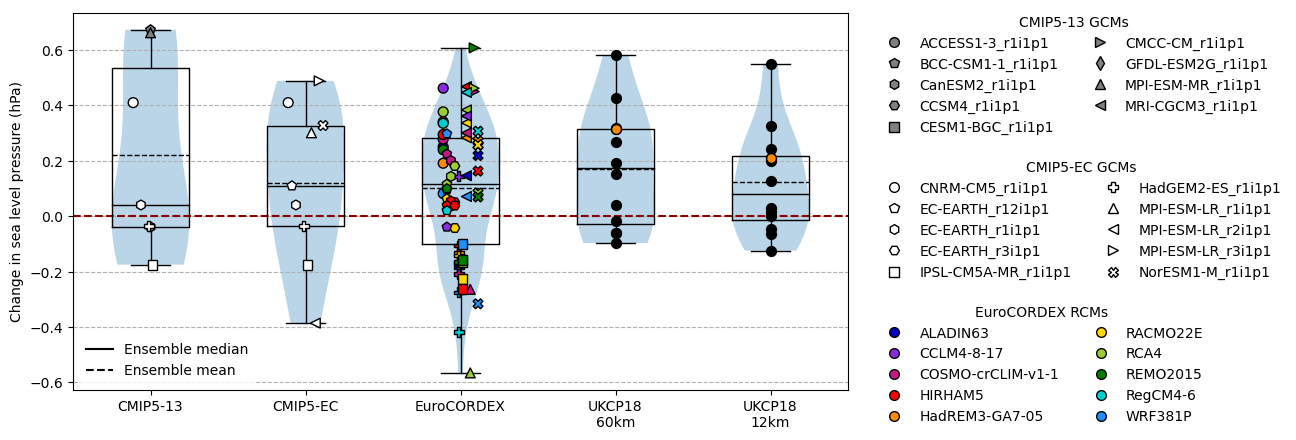 Change in sea level pressure (hPa)
0.6
0.4
0.2
0.0
−0.2
−0.4
−0.6
Ensemble median
Ensemble mean
CMIP5-13
CMIP5-EC
EuroCORDEX
UKCP18
60km
UKCP18
12km
CMIP5-13 GCMs
ACCESS1-3_r1i1p1
BCC-CSM1-1_r1i1p1
CanESM2_r1i1p1
CCSM4_r1i1p1
CESM1-BGC_r1i1p1
CMCC-CM_r1i1p1
GFDL-ESM2G_r1i1p1
MPI-ESM-MR_r1i1p1
MRI-CGCM3_r1i1p1
CMIP5-EC GCMs
CNRM-CM5_r1i1p1
EC-EARTH_r12i1p1
EC-EARTH_r1i1p1
EC-EARTH_r3i1p1
IPSL-CM5A-MR_r1i1p1
HadGEM2-ES_r1i1p1
MPI-ESM-LR_r1i1p1
MPI-ESM-LR_r2i1p1
MPI-ESM-LR_r3i1p1
NorESM1-M_r1i1p1
EuroCORDEX RCMs
ALADIN63
CCLM4-8-17
COSMO-crCLIM-v1-1
HIRHAM5
HadREM3-GA7-05
RACMO22E
RCA4
REMO2015
RegCM4-6
WRF381P